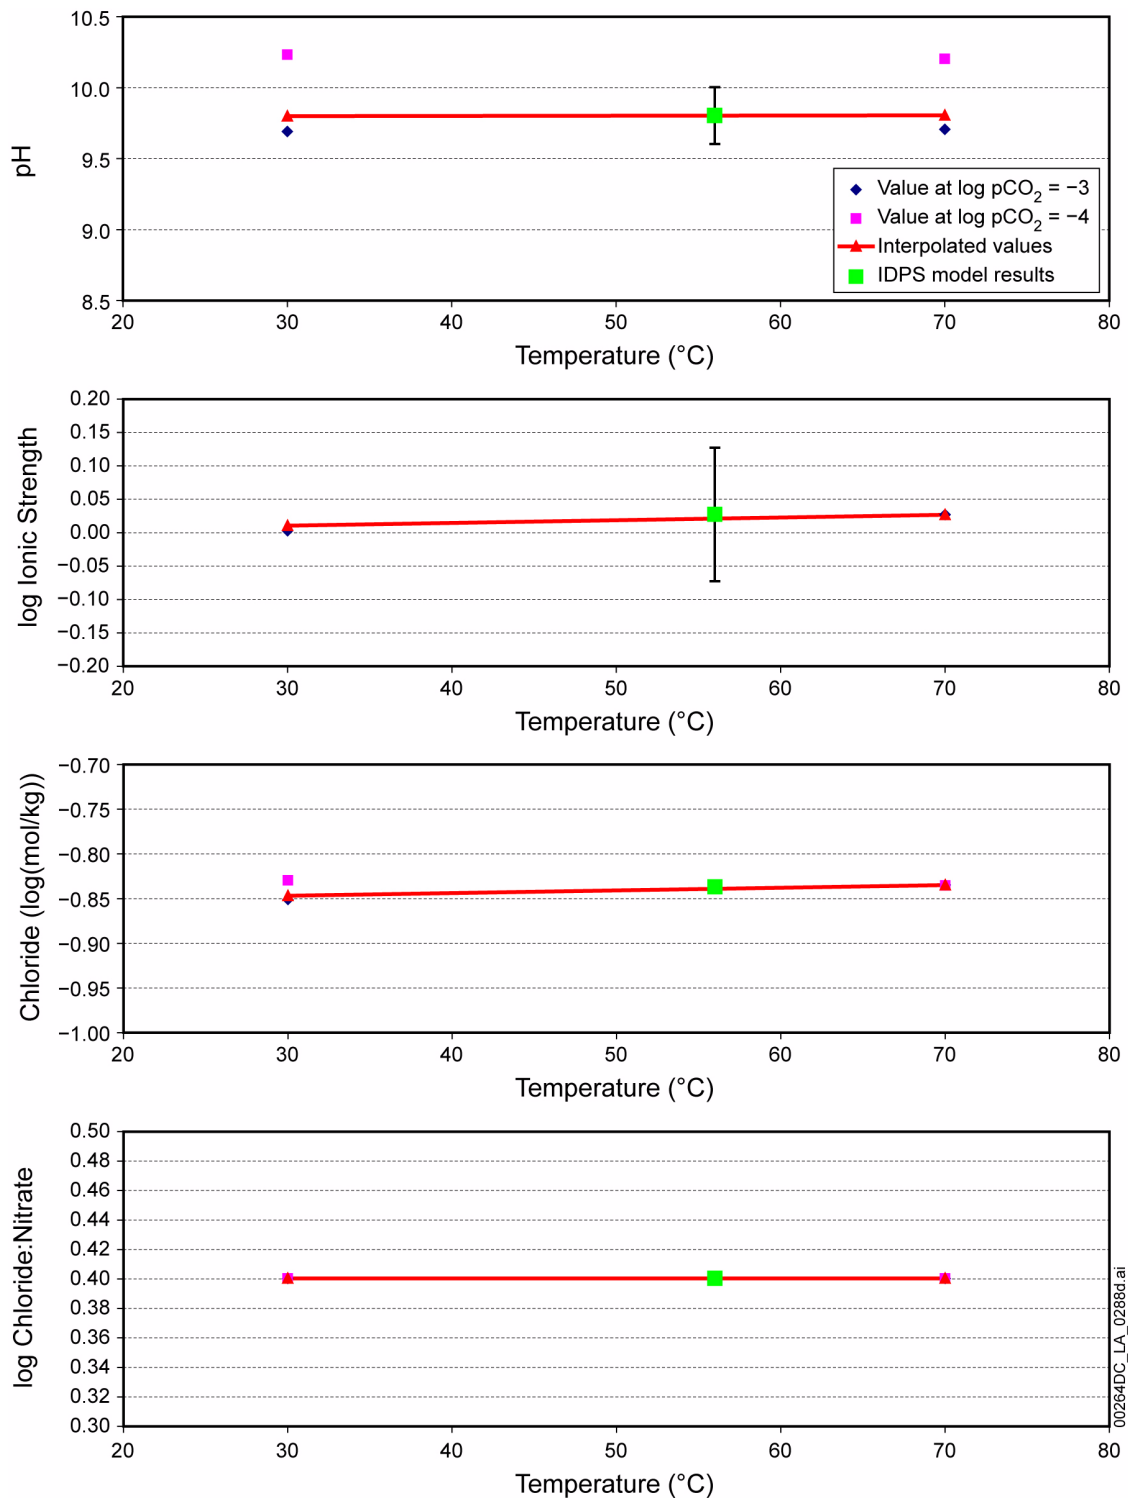 10.5
10.0
9.5
9.0
8.5
pH
Value at log pCO2 = −3
Value at log pCO2 = −4
Interpolated values
IDPS model results
20 30 40 50 60 70 80
Temperature (°C)
0.20
0.15
0.10
0.05
0.00
−0.05
−0.10
−0.15
−0.20
log Ionic Strength
20 30 40 50 60 70 80
Temperature (°C)
−0.70
−0.75
−0.80
−0.85
−0.90
−0.95
−1.00
Chloride (log(mol/kg))
20 30 40 50 60 70 80
Temperature (°C)
0.50
0.48
0.46
0.44
0.42
0.40
0.38
0.36
0.34
0.32
0.30
log Chloride:Nitrate
20 30 40 50 60 70 80
Temperature (°C)
00264DC_LA_0288d.ai